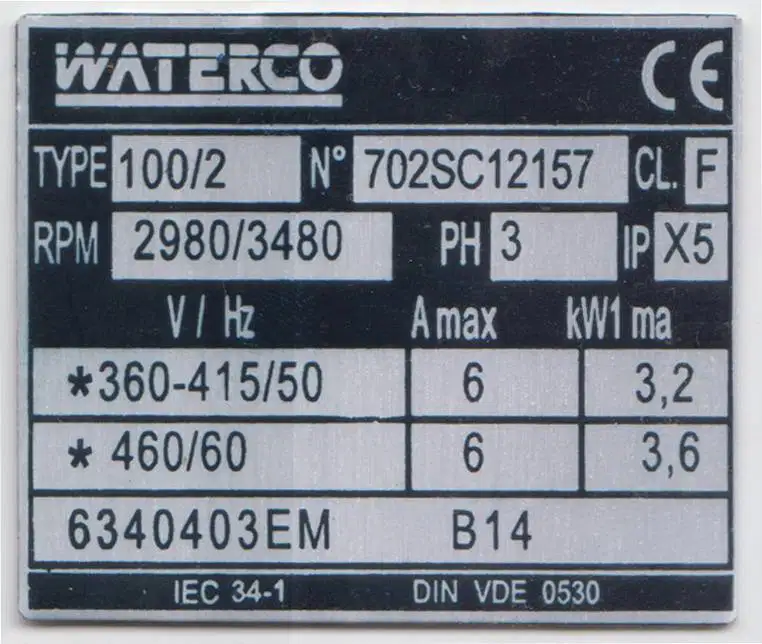 WATERCO CE
TYPE 100/2 N° 702SC12157 CL. F
RPM 2980/3480 PH 3 IP X5
V / Hz A max kW1 ma
*360-415/50 6 3,2
* 460/60 6 3,6
6340403EM B14
IEC 34-1 DIN VDE 0530